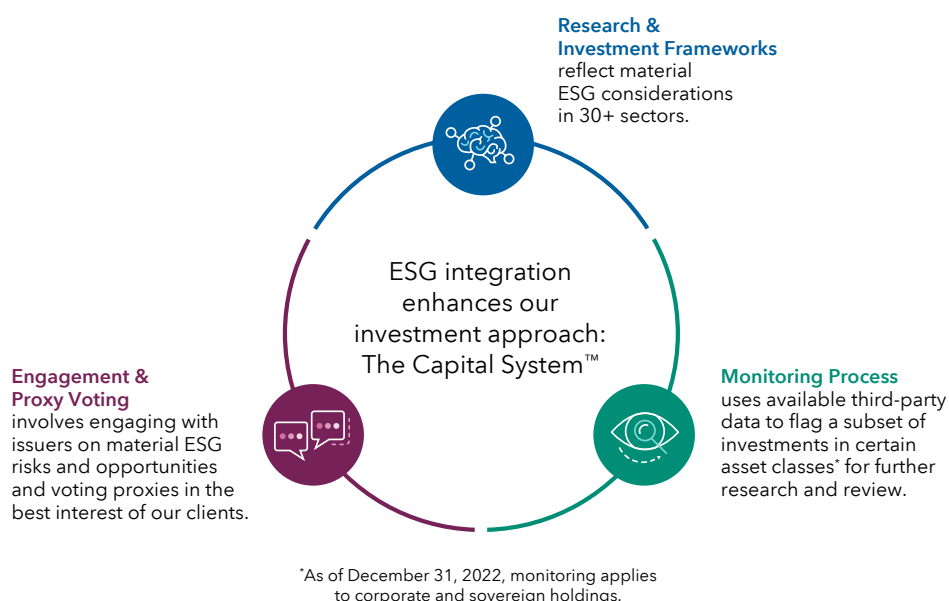 Research &
Investment Frameworks
reflect material
ESG considerations
in 30+ sectors.
ESG integration
enhances our
investment approach:
The Capital System™
Engagement &
Proxy Voting
involves engaging with
issuers on material ESG
risks and opportunities
and voting proxies in the
best interest of our clients.
Monitoring Process
uses available third-party
data to flag a subset of
investments in certain
asset classes* for further
research and review.
*As of December 31, 2022, monitoring applies
to corporate and sovereign holdings.